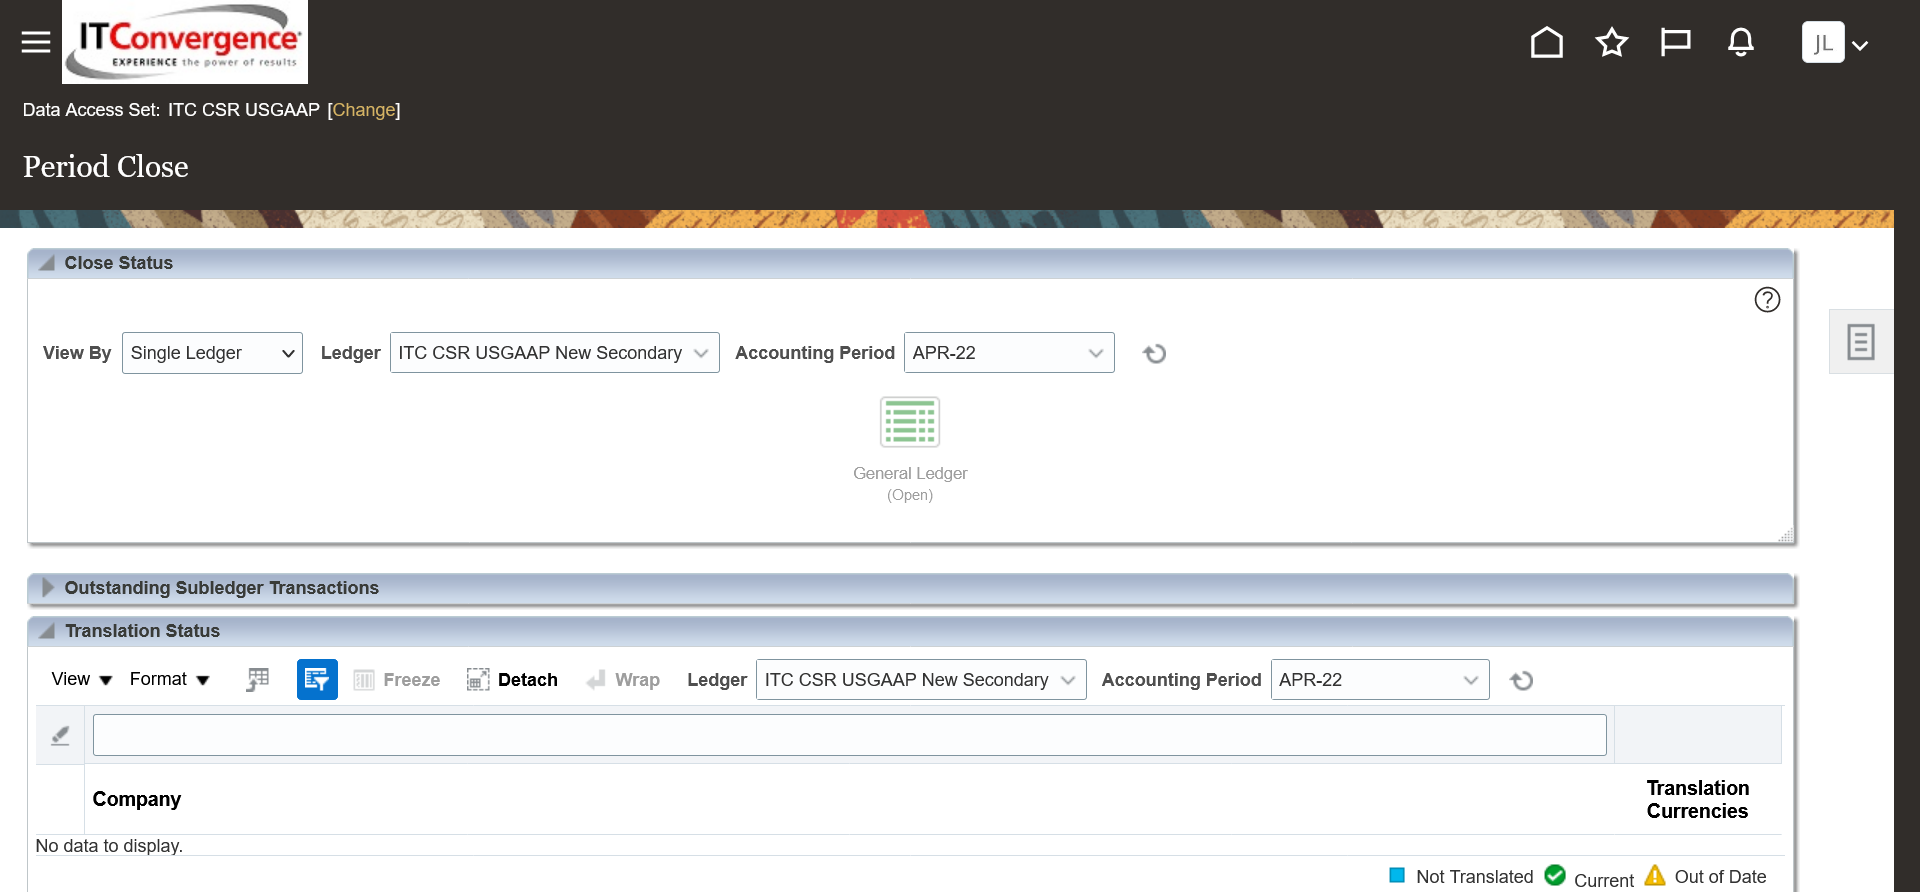 ITConvergence
EXPERIENCE the power of results
JL
Data Access Set: ITC CSR USGAAP [Change]
Period Close
Close Status
View By Single Ledger Ledger ITC CSR USGAAP New Secondary Accounting Period APR-22
General Ledger
(Open)
Outstanding Subledger Transactions
Translation Status
View Format Freeze Detach Wrap Ledger ITC CSR USGAAP New Secondary Accounting Period APR-22
Company
Translation
Currencies
No data to display.
Not Translated Current Out of Date